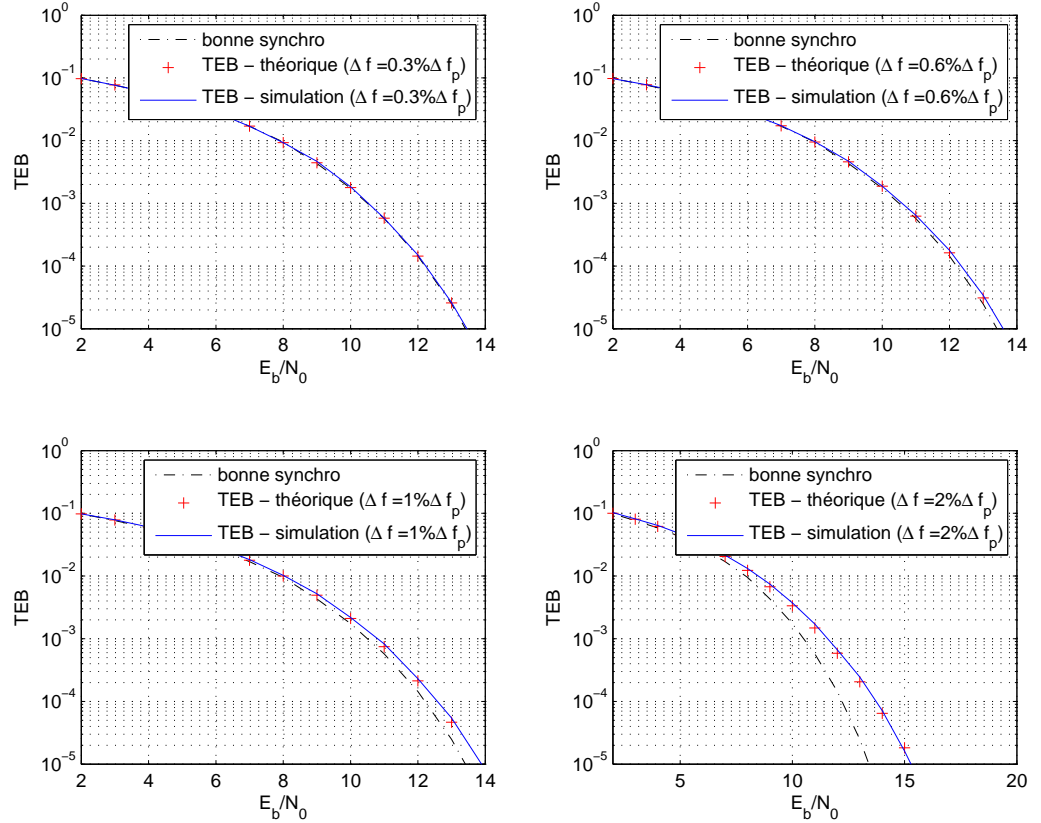 bonne synchro
TEB − théorique (Δ f =0.3%Δ f_p)
TEB − simulation (Δ f =0.3%Δ f_p)
10^0
10^−1
10^−2
10^−3
10^−4
10^−5
TEB
2 4 6 8 10 12 14
E_b/N_0
bonne synchro
TEB − théorique (Δ f =0.6%Δ f_p)
TEB − simulation (Δ f =0.6%Δ f_p)
10^0
10^−1
10^−2
10^−3
10^−4
10^−5
TEB
2 4 6 8 10 12 14
E_b/N_0
bonne synchro
TEB − théorique (Δ f =1%Δ f_p)
TEB − simulation (Δ f =1%Δ f_p)
10^0
10^−1
10^−2
10^−3
10^−4
10^−5
TEB
2 4 6 8 10 12 14
E_b/N_0
bonne synchro
TEB − théorique (Δ f =2%Δ f_p)
TEB − simulation (Δ f =2%Δ f_p)
10^0
10^−1
10^−2
10^−3
10^−4
10^−5
TEB
5 10 15 20
E_b/N_0